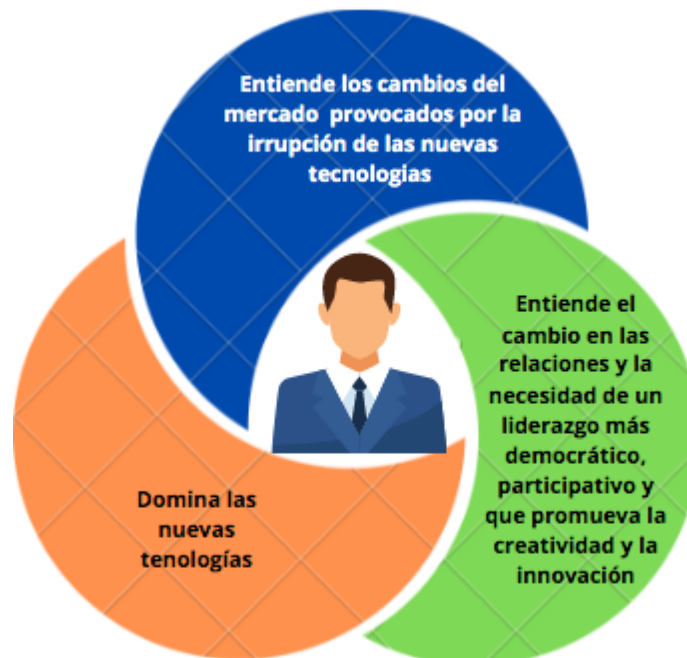 Entiende los cambios del
mercado provocados por la
irrupción de las nuevas
tecnologias
Entiende el
cambio en las
relaciones y la
necesidad de un
liderazgo más
democrático,
participativo y
que promueva la
creatividad y la
innovación
Domina las
nuevas
tenologías